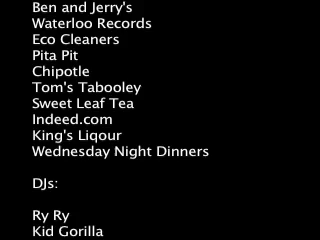 Ben and Jerry's
Waterloo Records
Eco Cleaners
Pita Pit
Chipotle
Tom's Tabooley
Sweet Leaf Tea
Indeed.com
King's Liqour
Wednesday Night Dinners
DJs:
Ry Ry
Kid Gorilla